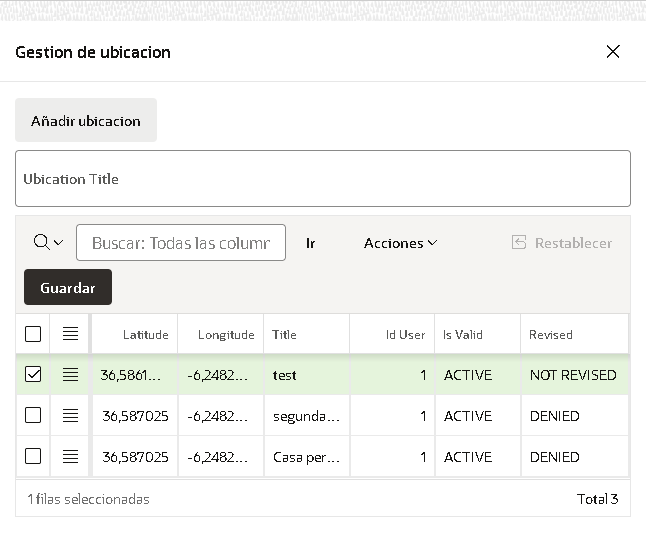 Gestion de ubicacion
Añadir ubicacion
Ubication Title
Buscar: Todas las columr Ir Acciones Restablecer
Guardar
Latitude Longitude Title Id User Is Valid Revised
36,5861... -6,2482... test 1 ACTIVE NOT REVISED
36,587025 -6,2482... segunda... 1 ACTIVE DENIED
36,587025 -6,2482... Casa per... 1 ACTIVE DENIED
1 filas seleccionadas Total 3